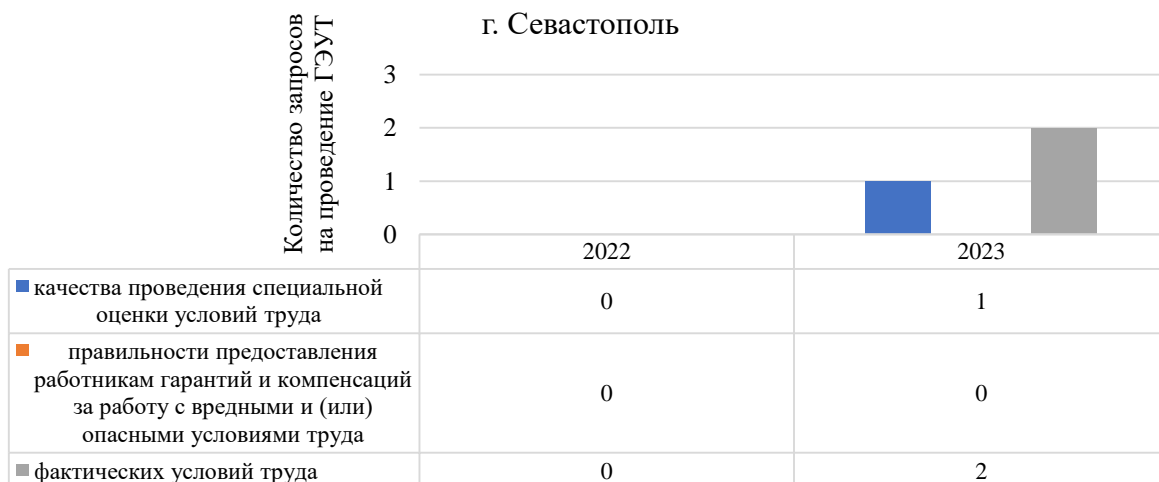 г. Севастополь
Количество запросов
на проведение ГЭУТ
3
2
1
0
2022 2023
качества проведения специальной
оценки условий труда
0 1
правильности предоставления
работникам гарантий и компенсаций
за работу с вредными и (или)
опасными условиями труда
0 0
фактических условий труда 0 2